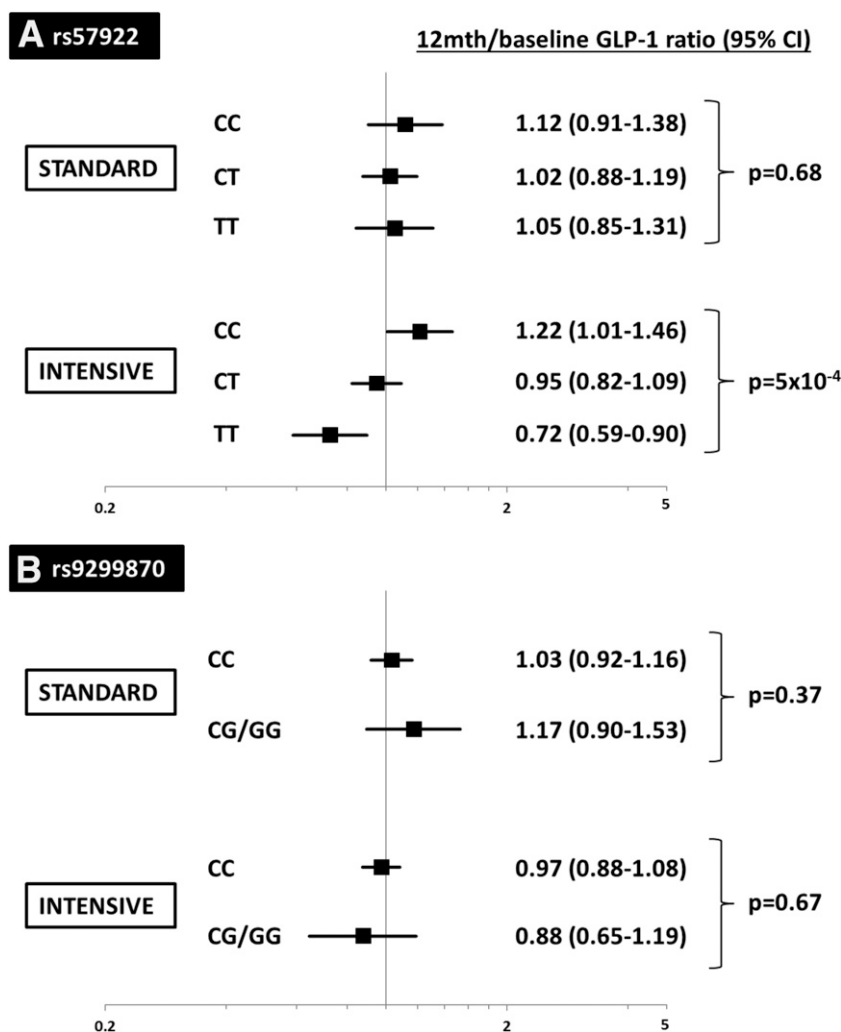 A rs57922
12mth/baseline GLP-1 ratio (95% CI)
STANDARD
CC 1.12 (0.91-1.38)
CT 1.02 (0.88-1.19)
TT 1.05 (0.85-1.31)
p=0.68
INTENSIVE
CC 1.22 (1.01-1.46)
CT 0.95 (0.82-1.09)
TT 0.72 (0.59-0.90)
p=5x10⁻⁴
0.2 2 5
B rs9299870
STANDARD
CC 1.03 (0.92-1.16)
CG/GG 1.17 (0.90-1.53)
p=0.37
INTENSIVE
CC 0.97 (0.88-1.08)
CG/GG 0.88 (0.65-1.19)
p=0.67
0.2 2 5